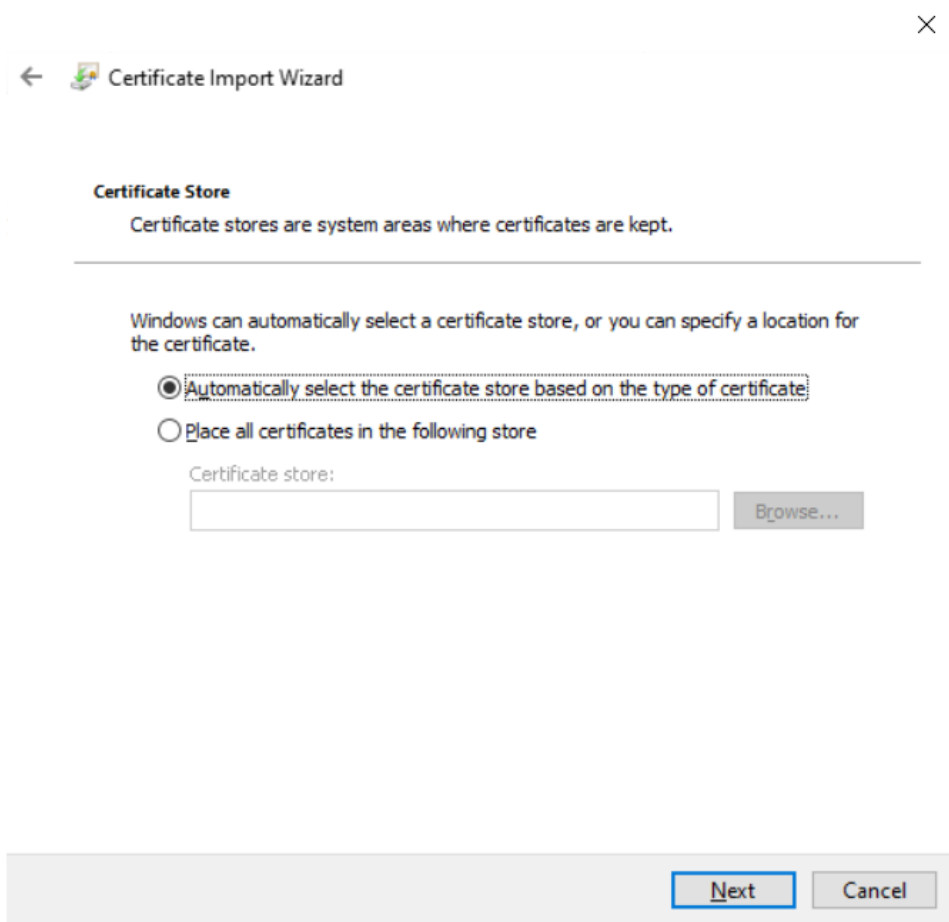 Certificate Import Wizard
Certificate Store
Certificate stores are system areas where certificates are kept.
Windows can automatically select a certificate store, or you can specify a location for
the certificate.
Automatically select the certificate store based on the type of certificate
Place all certificates in the following store
Certificate store:
Browse...
Next
Cancel